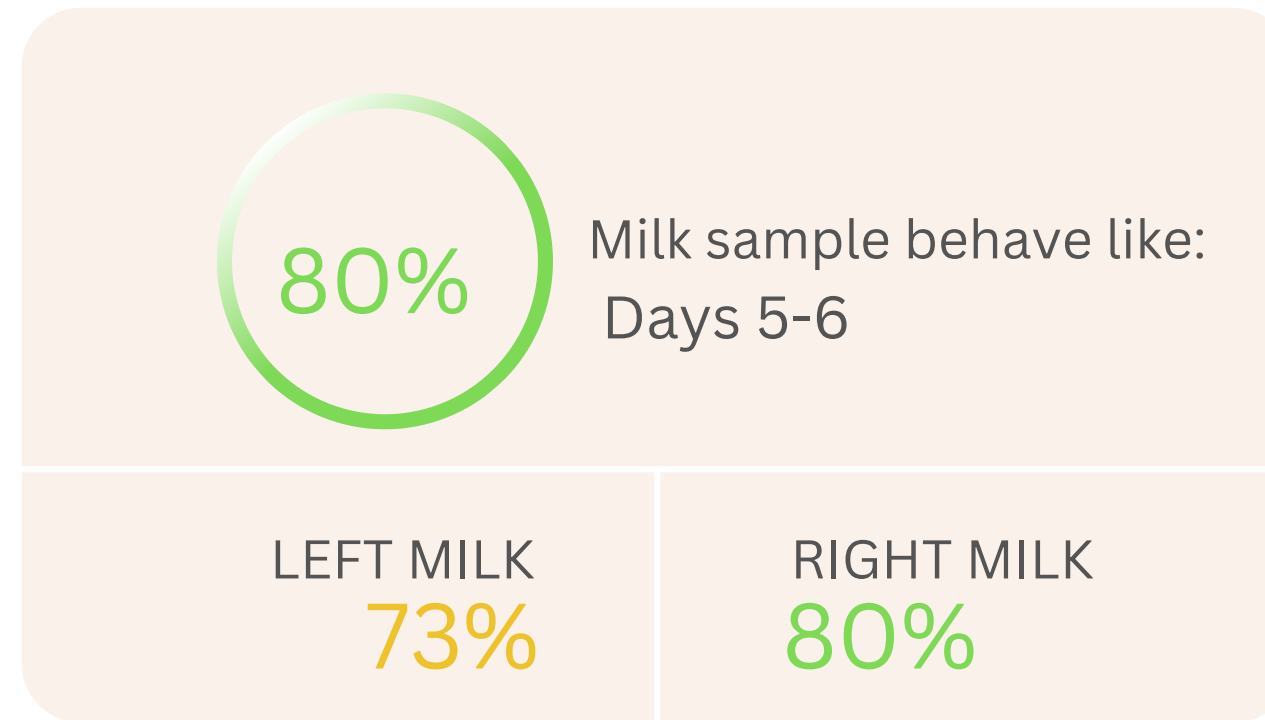 80%
Milk sample behave like:
Days 5-6
LEFT MILK
73%
RIGHT MILK
80%